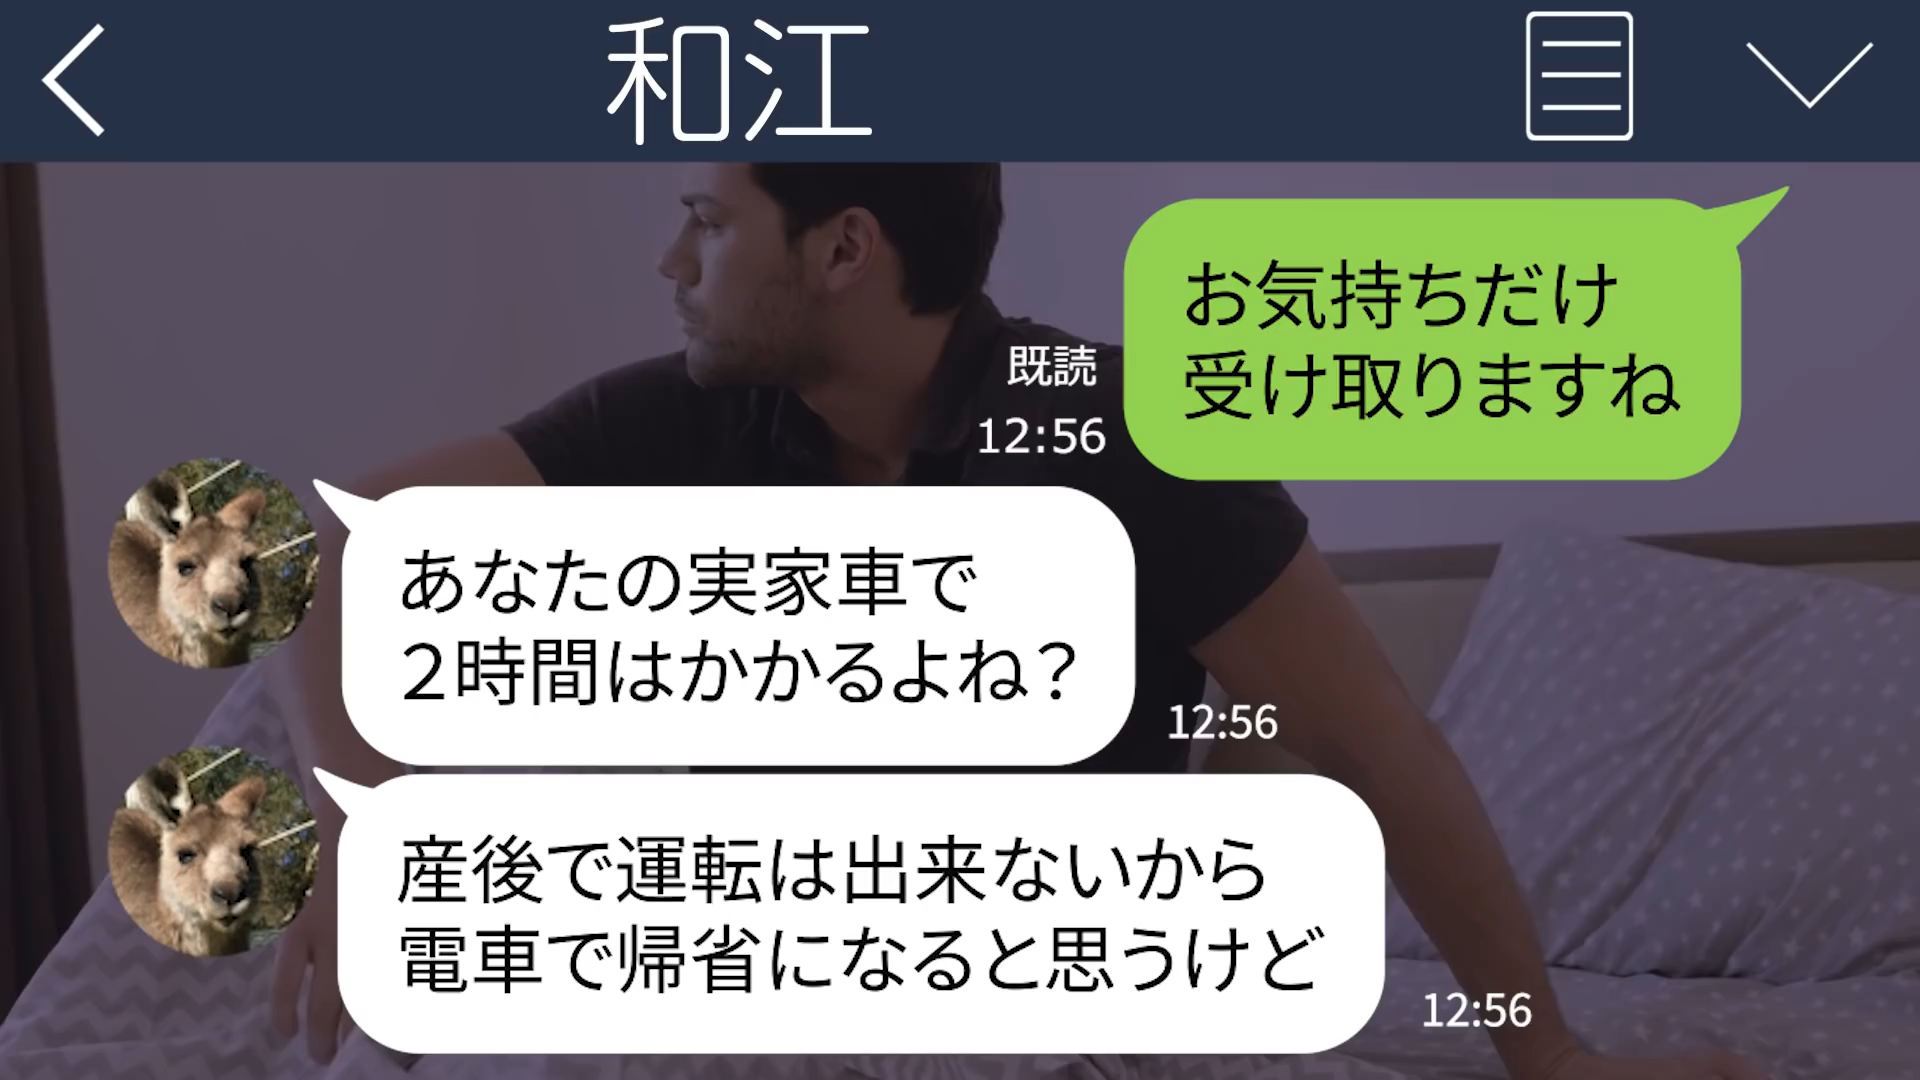 和江
お気持ちだけ
受け取りますね
既読
12:56
あなたの実家車で
２時間はかかるよね？
12:56
産後で運転は出来ないから
電車で帰省になると思うけど
12:56